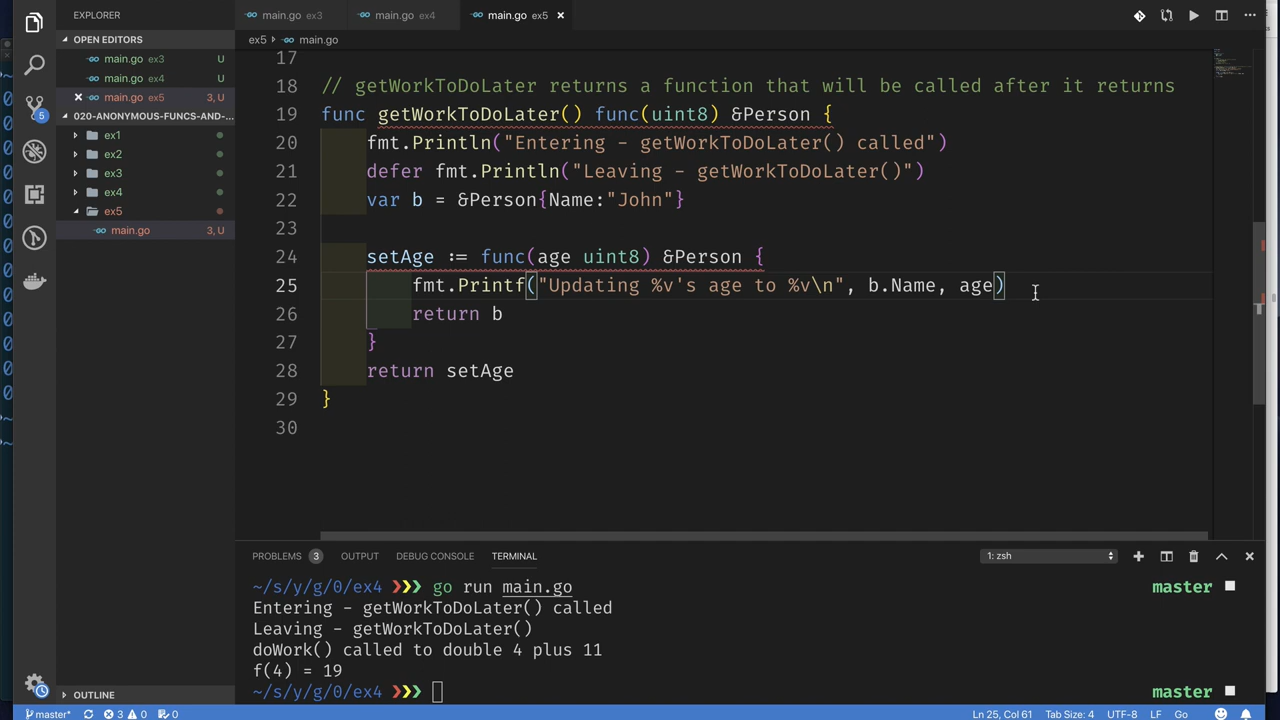 EXPLORER
main.go ex3
main.go ex4
main.go ex5
OPEN EDITORS
main.go ex3 U
main.go ex4 U
main.go ex5 3, U
020-ANONYMOUS-FUNCS-AND-...
ex1
ex2
ex3
ex4
ex5
main.go 3, U
OUTLINE
ex5 › main.go
17
18 // getWorkToDoLater returns a function that will be called after it returns
19 func getWorkToDoLater() func(uint8) &Person {
20 fmt.Println("Entering - getWorkToDoLater() called")
21 defer fmt.Println("Leaving - getWorkToDoLater()")
22 var b = &Person{Name:"John"}
23
24 setAge := func(age uint8) &Person {
25 fmt.Printf("Updating %v's age to %v\n", b.Name, age)
26 return b
27 }
28 return setAge
29 }
30
PROBLEMS 3 OUTPUT DEBUG CONSOLE TERMINAL 1: zsh
~/s/y/g/0/ex4 ❯❯❯ go run main.go master
Entering - getWorkToDoLater() called
Leaving - getWorkToDoLater()
doWork() called to double 4 plus 11
f(4) = 19
~/s/y/g/0/ex4 ❯❯❯ master
5
master* 3 0 0 Ln 25, Col 61 Tab Size: 4 UTF-8 LF Go